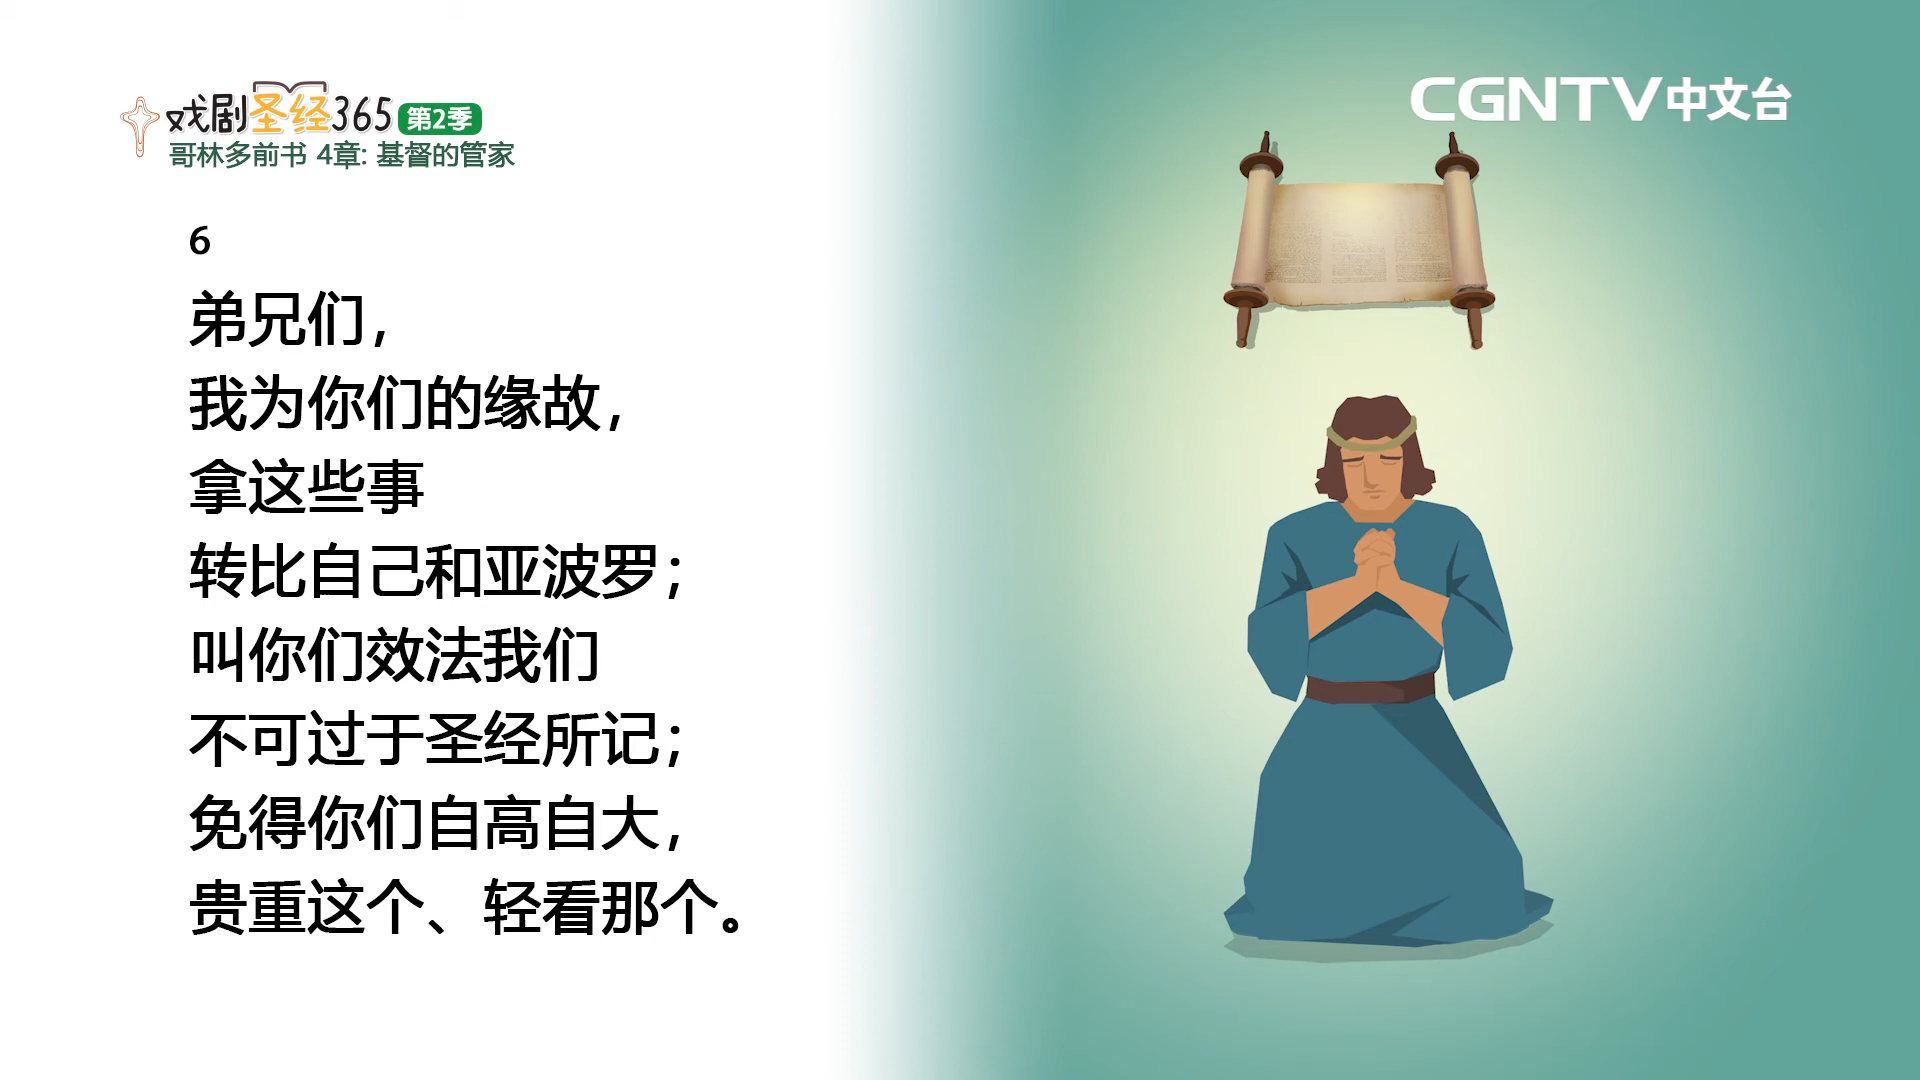 戏剧圣经365 第2季
哥林多前书 4章: 基督的管家
CGNTV中文台
6
弟兄们，
我为你们的缘故，
拿这些事
转比自己和亚波罗；
叫你们效法我们
不可过于圣经所记；
免得你们自高自大，
贵重这个、轻看那个。